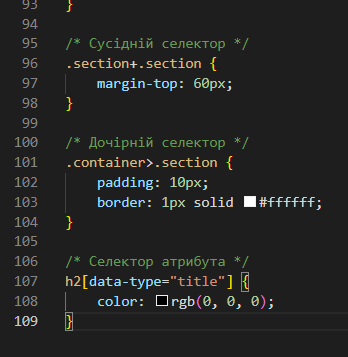 93 }
94
95 /* Сусідній селектор */
96 .section+.section {
97 margin-top: 60px;
98 }
99
100 /* Дочірній селектор */
101 .container>.section {
102 padding: 10px;
103 border: 1px solid #ffffff;
104 }
105
106 /* Селектор атрибута */
107 h2[data-type="title"] {
108 color: rgb(0, 0, 0);
109 }